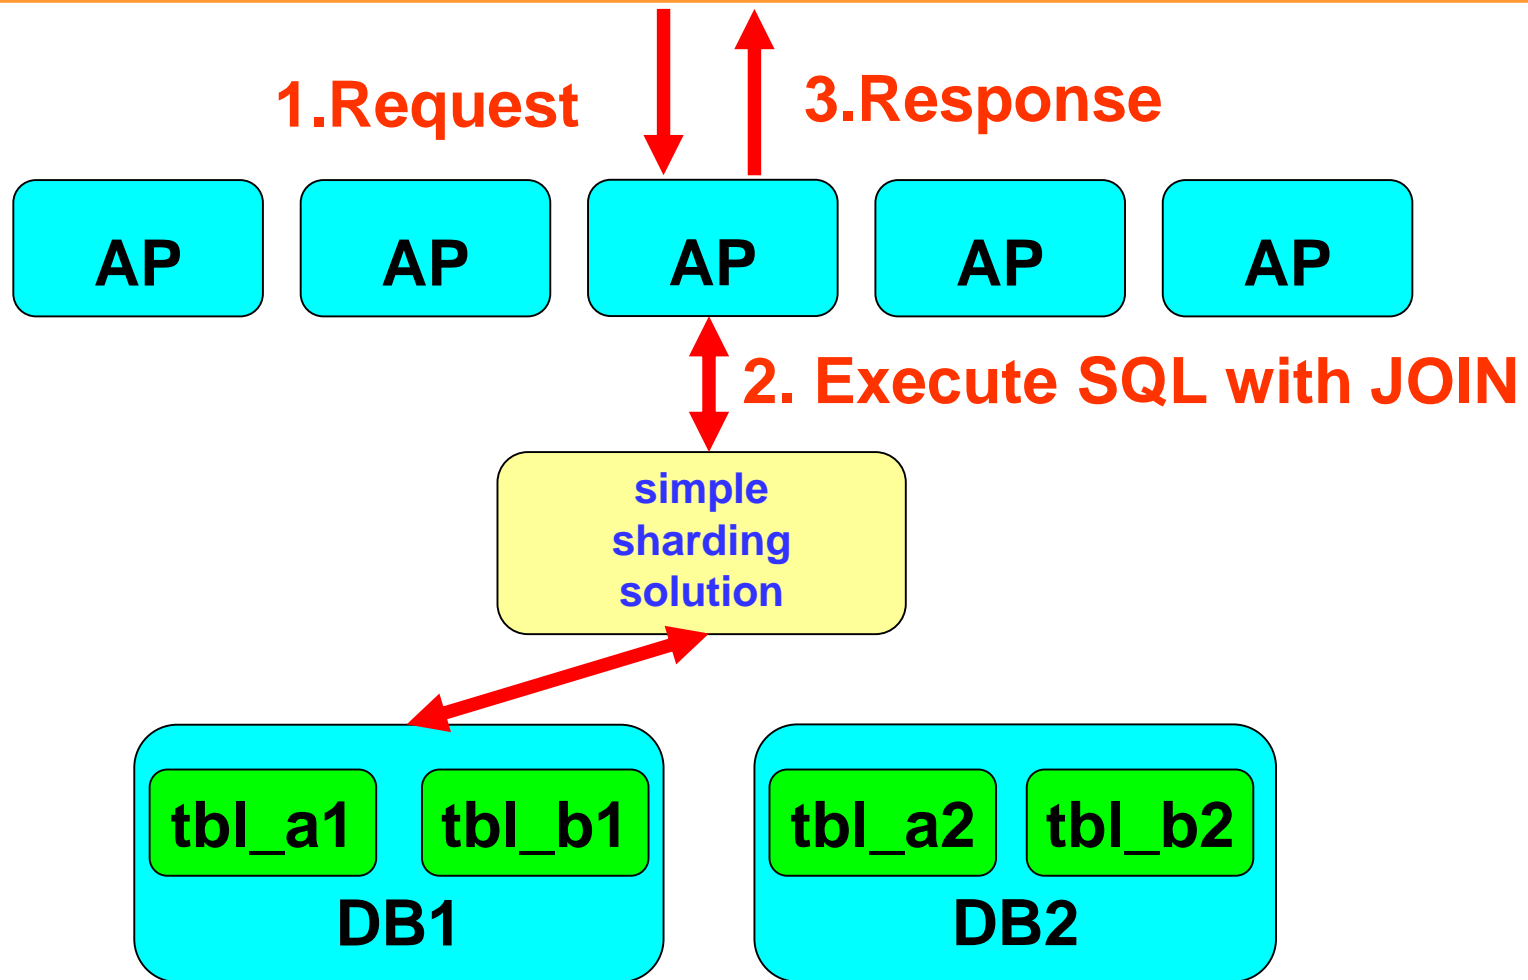 1.Request
3.Response
AP
AP
AP
AP
AP
2. Execute SQL with JOIN
simple
sharding
solution
tbl_a1
tbl_b1
tbl_a2
tbl_b2
DB1
DB2